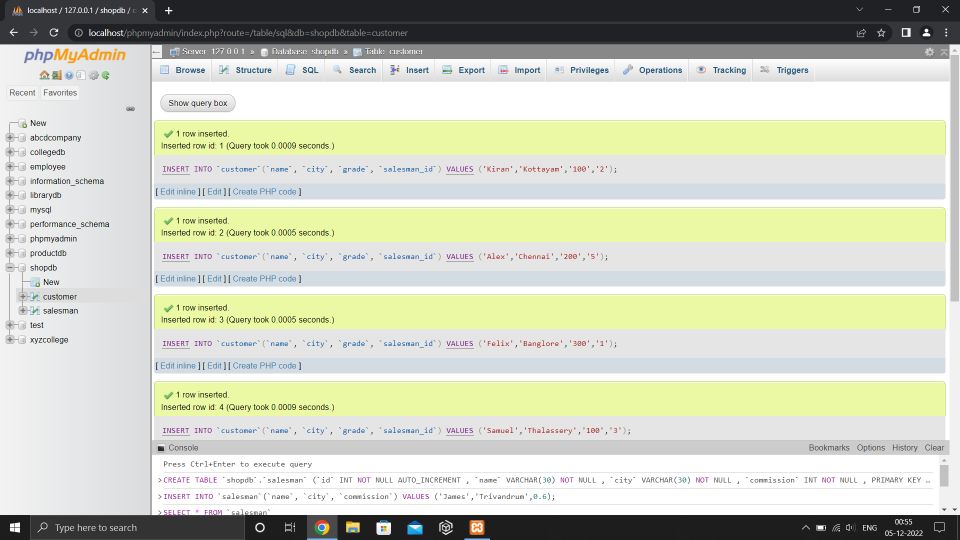 localhost / 127.0.0.1 / shopdb / c
localhost/phpmyadmin/index.php?route=/table/sql&db=shopdb&table=customer
phpMyAdmin
Recent Favorites
New
abcdcompany
collegedb
employee
information_schema
librarydb
mysql
performance_schema
phpmyadmin
productdb
shopdb
New
customer
salesman
test
xyzcollege
Server: 127.0.0.1 » Database: shopdb » Table: customer
Browse Structure SQL Search Insert Export Import Privileges Operations Tracking Triggers
Show query box
1 row inserted.
Inserted row id: 1 (Query took 0.0009 seconds.)
INSERT INTO `customer`(`name`, `city`, `grade`, `salesman_id`) VALUES ('Kiran','Kottayam','100','2');
[ Edit inline ] [ Edit ] [ Create PHP code ]
1 row inserted.
Inserted row id: 2 (Query took 0.0005 seconds.)
INSERT INTO `customer`(`name`, `city`, `grade`, `salesman_id`) VALUES ('Alex','Chennai','200','5');
[ Edit inline ] [ Edit ] [ Create PHP code ]
1 row inserted.
Inserted row id: 3 (Query took 0.0005 seconds.)
INSERT INTO `customer`(`name`, `city`, `grade`, `salesman_id`) VALUES ('Felix','Banglore','300','1');
[ Edit inline ] [ Edit ] [ Create PHP code ]
1 row inserted.
Inserted row id: 4 (Query took 0.0009 seconds.)
INSERT INTO `customer`(`name`, `city`, `grade`, `salesman_id`) VALUES ('Samuel','Thalassery','100','3');
Console Bookmarks Options History Clear
Press Ctrl+Enter to execute query
>CREATE TABLE `shopdb`.`salesman` (`id` INT NOT NULL AUTO_INCREMENT , `name` VARCHAR(30) NOT NULL , `city` VARCHAR(30) NOT NULL , `commission` INT NOT NULL , PRIMARY KEY …
>INSERT INTO `salesman`(`name`, `city`, `commission`) VALUES ('James','Trivandrum',0.6);
>SELECT * FROM `salesman`
Type here to search
ENG
00:55
05-12-2022